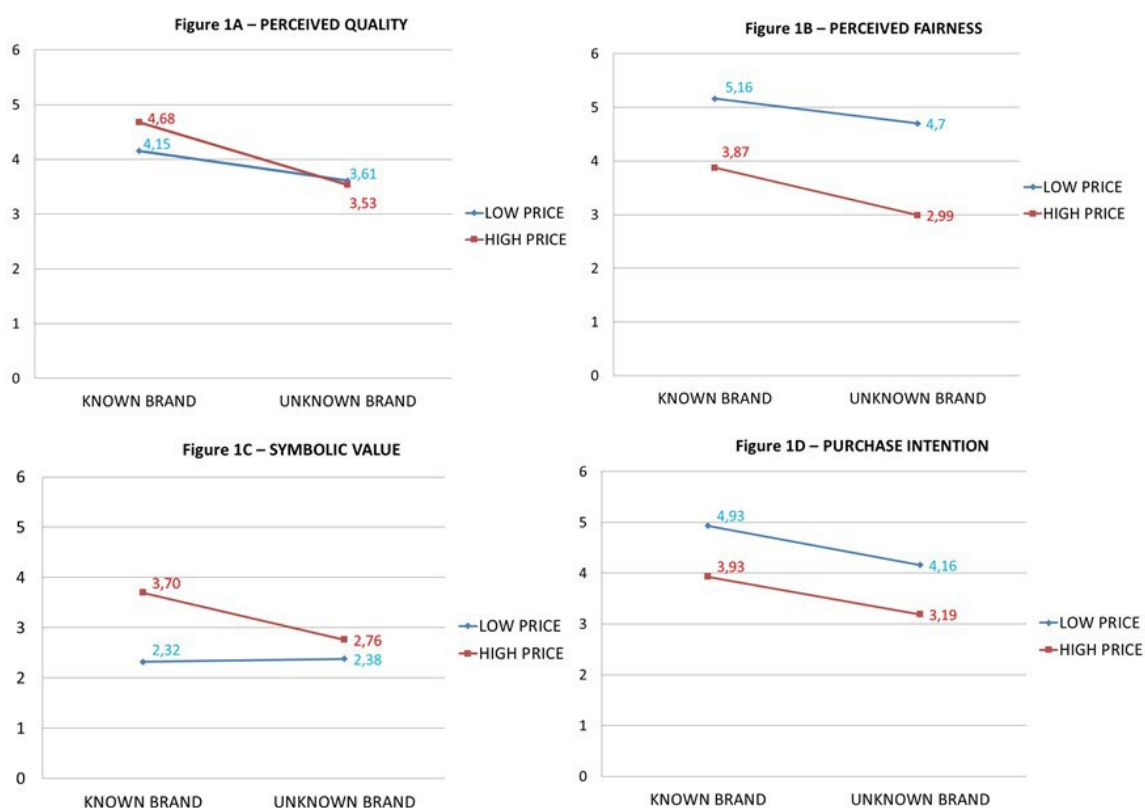 Figure 1A – PERCEIVED QUALITY
6
5
4
3
2
1
0
4,68
4,15
3,61
3,53
LOW PRICE
HIGH PRICE
KNOWN BRAND UNKNOWN BRAND
Figure 1B – PERCEIVED FAIRNESS
6
5
4
3
2
1
0
5,16
4,7
3,87
2,99
LOW PRICE
HIGH PRICE
KNOWN BRAND UNKNOWN BRAND
Figure 1C – SYMBOLIC VALUE
6
5
4
3
2
1
0
3,70
2,76
2,32
2,38
LOW PRICE
HIGH PRICE
KNOWN BRAND UNKNOWN BRAND
Figure 1D – PURCHASE INTENTION
6
5
4
3
2
1
0
4,93
4,16
3,93
3,19
LOW PRICE
HIGH PRICE
KNOWN BRAND UNKNOWN BRAND